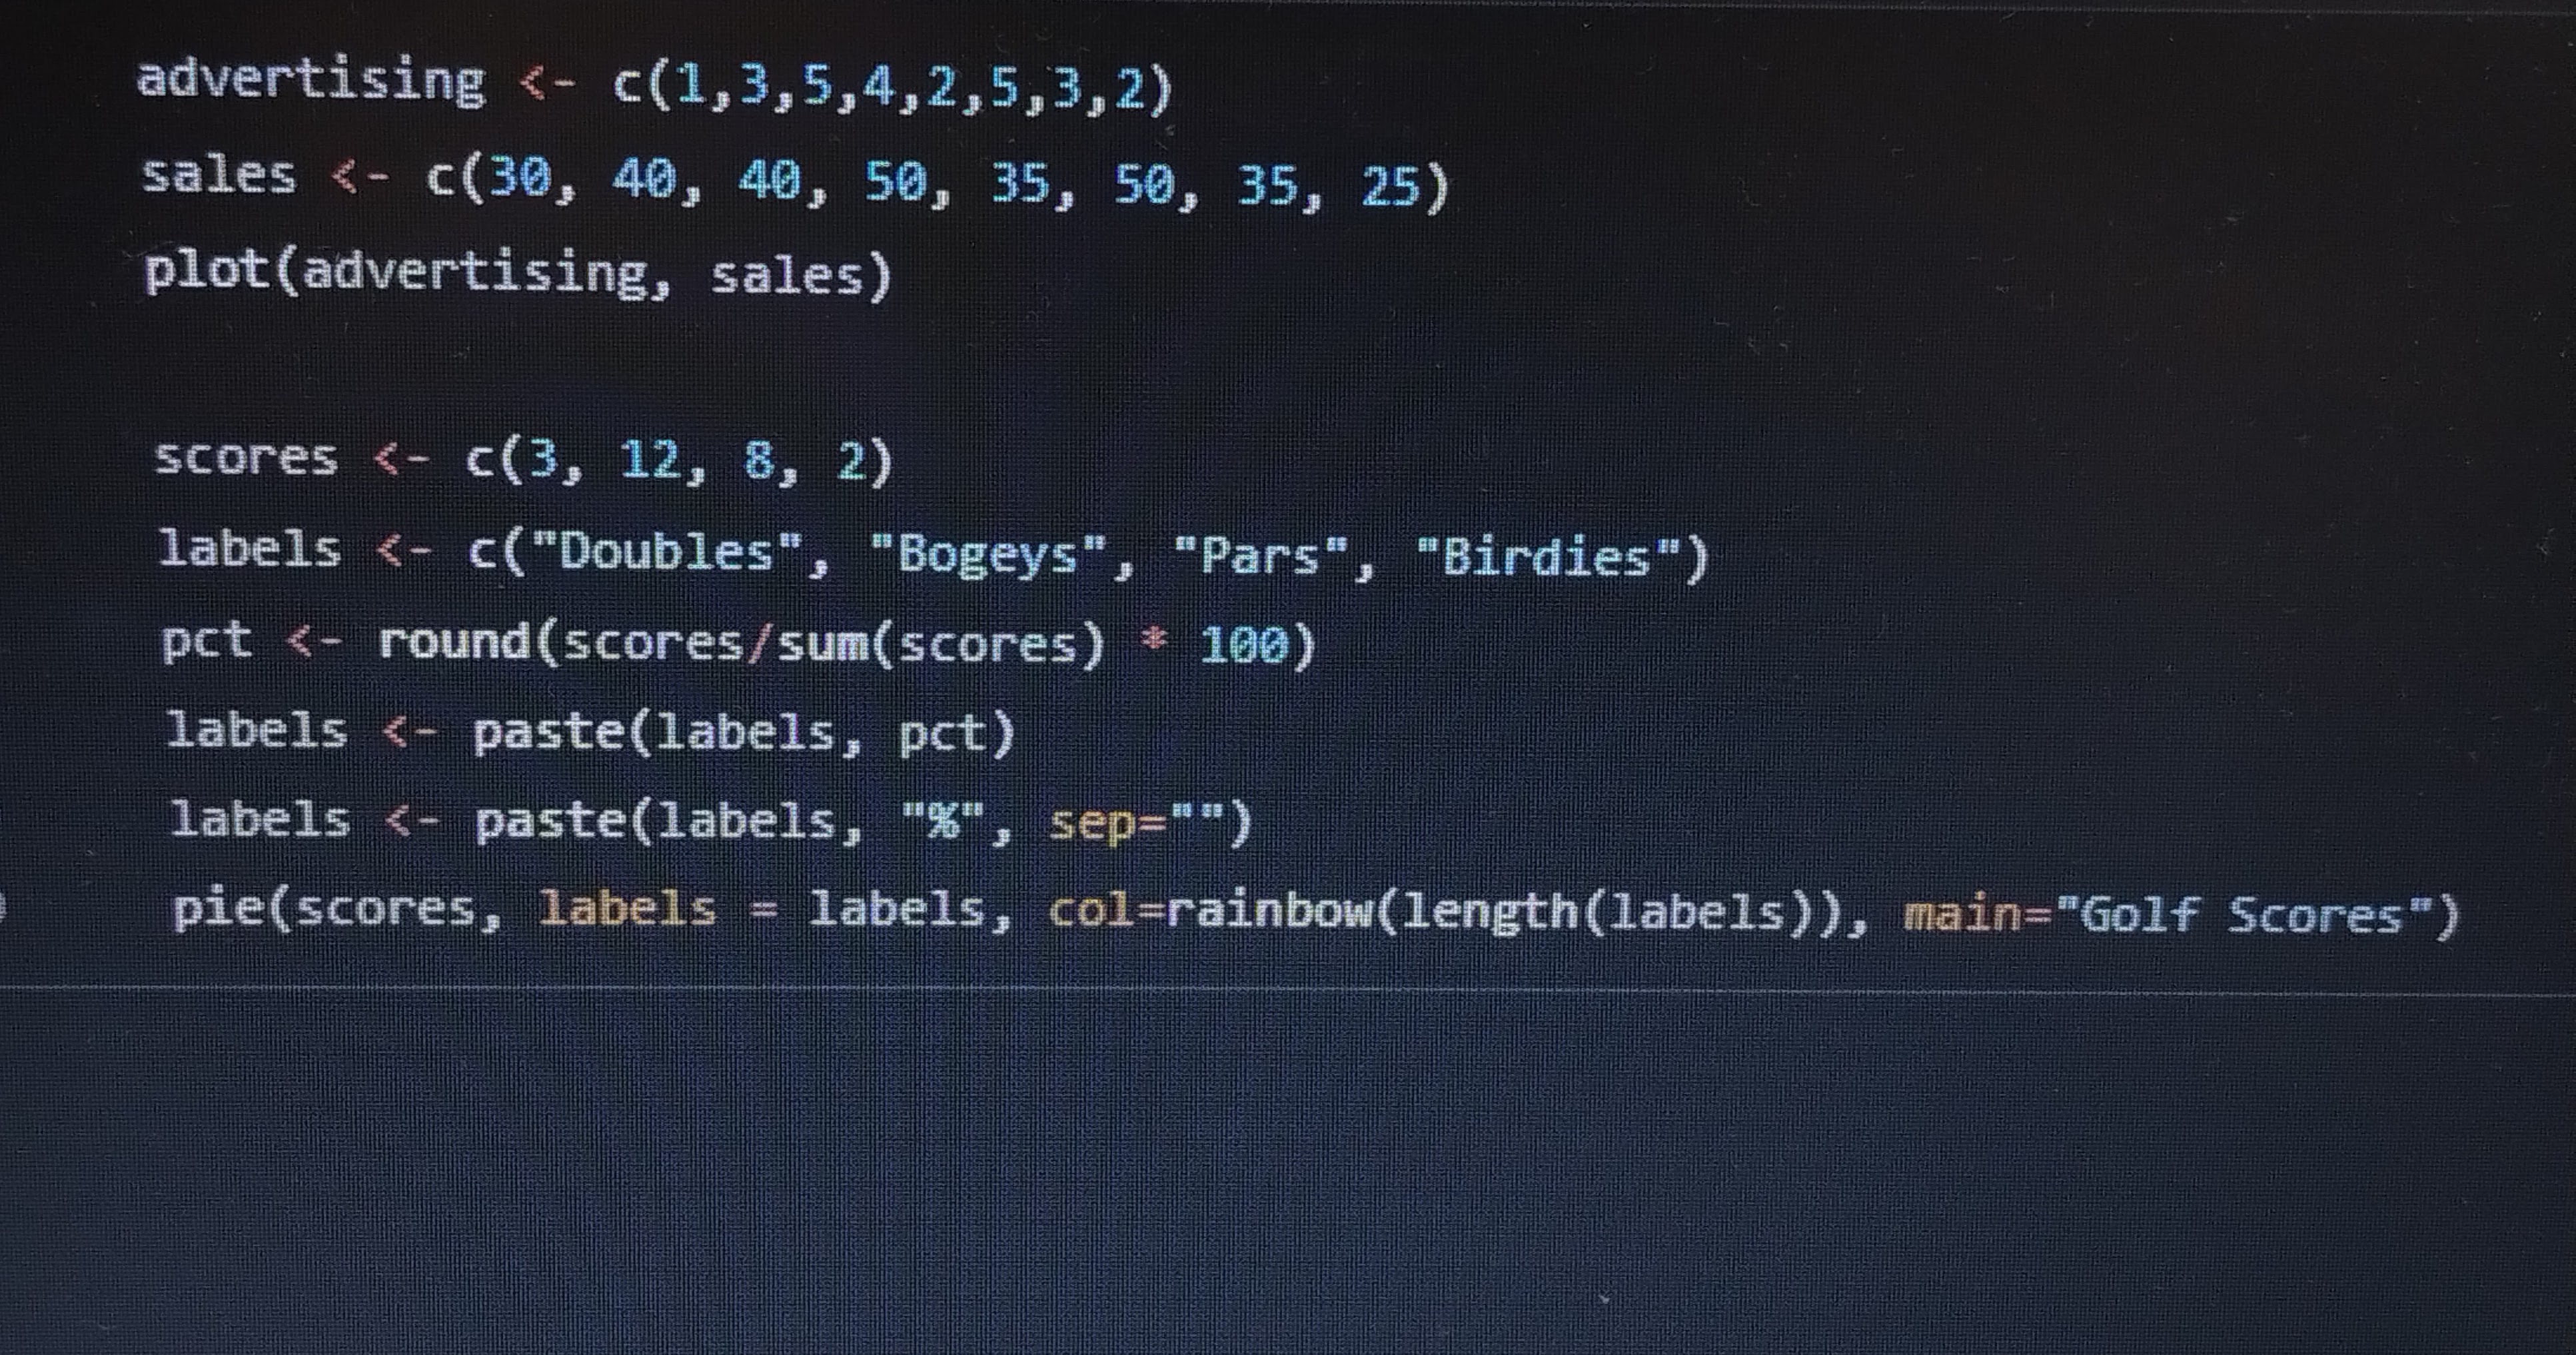 advertising <- c(1,3,5,4,2,5,3,2)
sales <- c(30, 40, 40, 50, 35, 50, 35, 25)
plot(advertising, sales)
scores <- c(3, 12, 8, 2)
labels <- c("Doubles", "Bogeys", "Pars", "Birdies")
pct <- round(scores/sum(scores) * 100)
labels <- paste(labels, pct)
labels <- paste(labels, "%", sep="")
pie(scores, labels = labels, col=rainbow(length(labels)), main="Golf Scores")